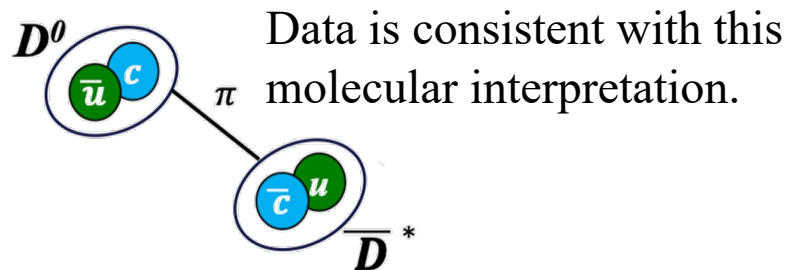 D⁰
Data is consistent with this
u̅ c
π
molecular interpretation.
c̅ u
D̅ *